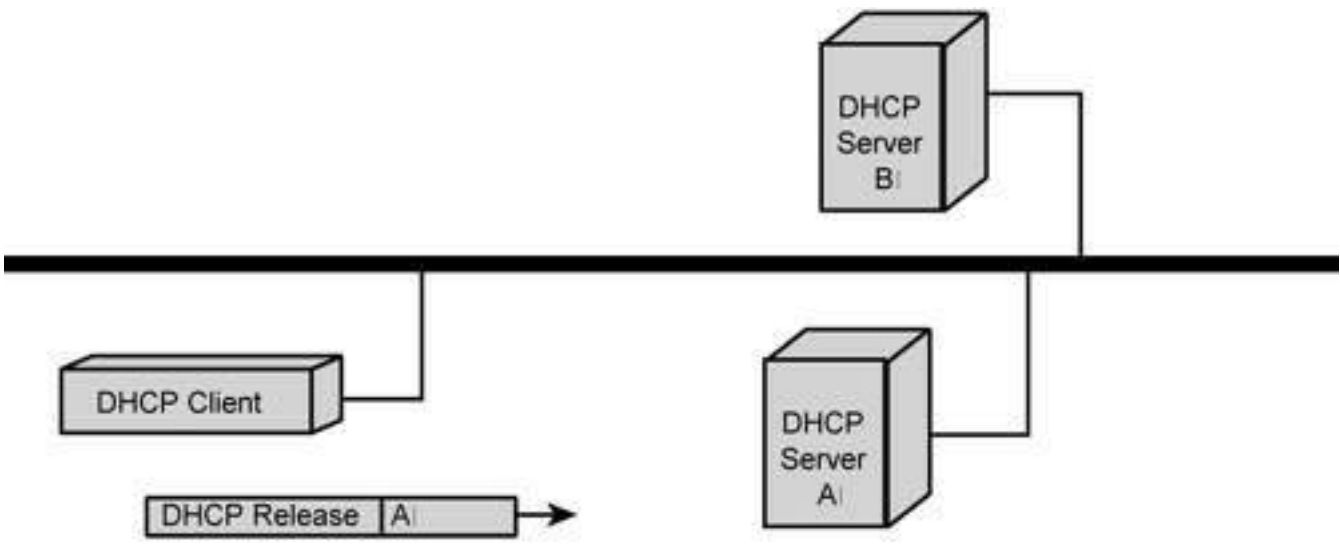 DHCP
Server
B
DHCP Client
DHCP
Server
A
DHCP Release A